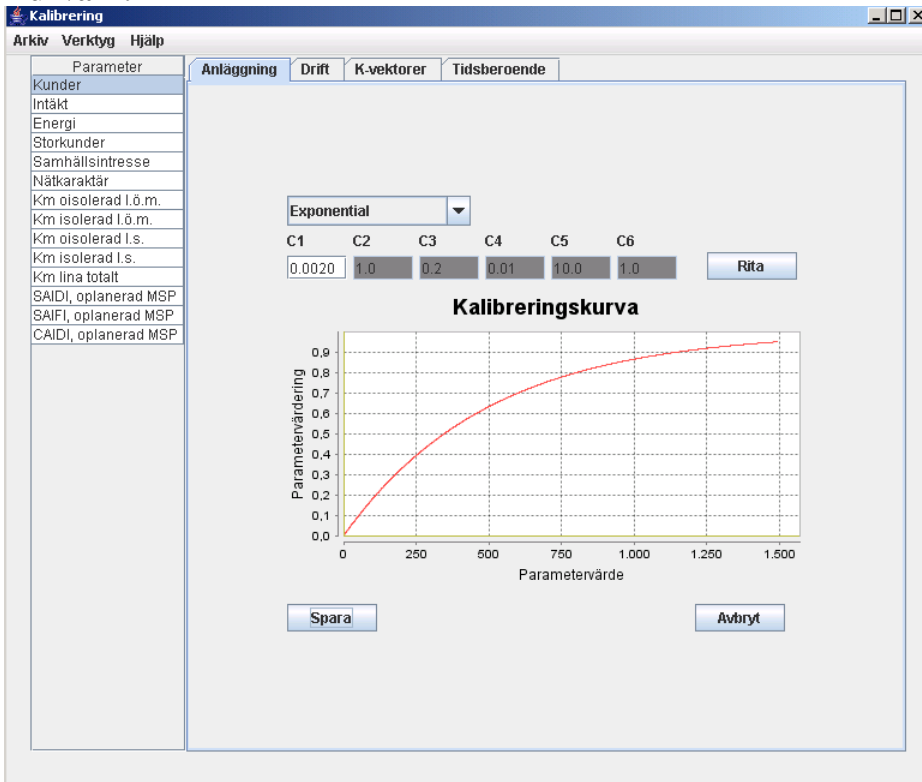 Kalibrering
Arkiv Verktyg Hjälp
Parameter
Kunder
Intäkt
Energi
Storkunder
Samhällsintresse
Nätkaraktär
Km oisolerad l.ö.m.
Km isolerad l.ö.m.
Km oisolerad l.s.
Km isolerad l.s.
Km lina totalt
SAIDI, oplanerad MSP
SAIFI, oplanerad MSP
CAIDI, oplanerad MSP
Anläggning Drift K-vektorer Tidsberoende
Exponential
C1 C2 C3 C4 C5 C6
0.0020 1.0 0.2 0.01 10.0 1.0 Rita
Kalibreringskurva
Parametervärdering
0,9
0,8
0,7
0,6
0,5
0,4
0,3
0,2
0,1
0,0
0 250 500 750 1.000 1.250 1.500
Parametervärde
Spara Avbryt